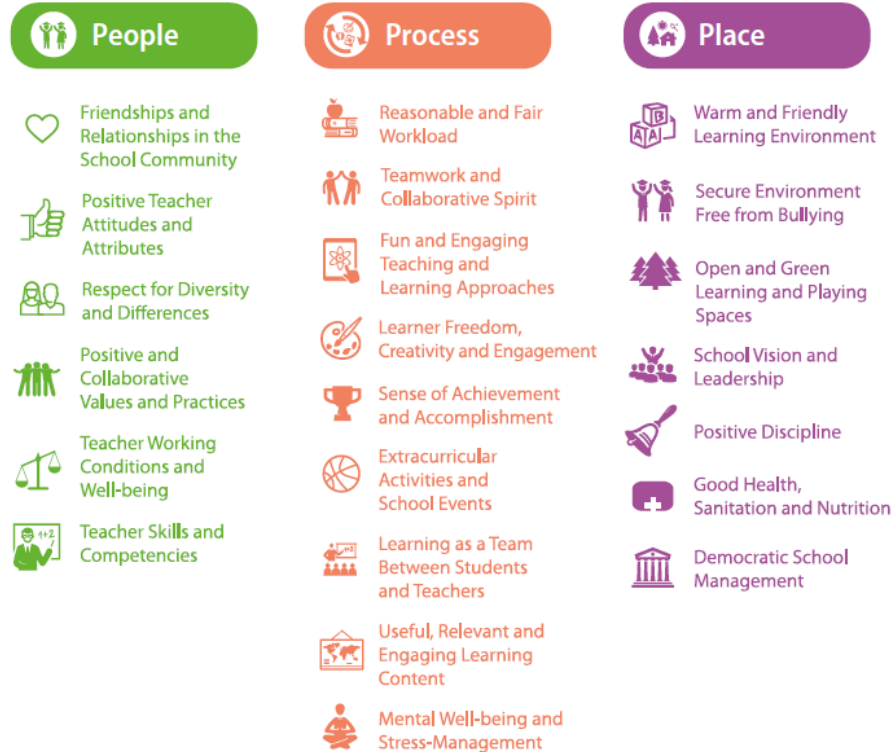 People
Friendships and
Relationships in the
School Community
Positive Teacher
Attitudes and
Attributes
Respect for Diversity
and Differences
Positive and
Collaborative
Values and Practices
Teacher Working
Conditions and
Well-being
1+2
Teacher Skills and
Competencies
Process
Reasonable and Fair
Workload
Teamwork and
Collaborative Spirit
Fun and Engaging
Teaching and
Learning Approaches
Learner Freedom,
Creativity and Engagement
Sense of Achievement
and Accomplishment
Extracurricular
Activities and
School Events
1+2
Learning as a Team
Between Students
and Teachers
Useful, Relevant and
Engaging Learning
Content
Mental Well-being and
Stress-Management
Place
B
A A
Warm and Friendly
Learning Environment
Secure Environment
Free from Bullying
Open and Green
Learning and Playing
Spaces
School Vision and
Leadership
Positive Discipline
Good Health,
Sanitation and Nutrition
Democratic School
Management